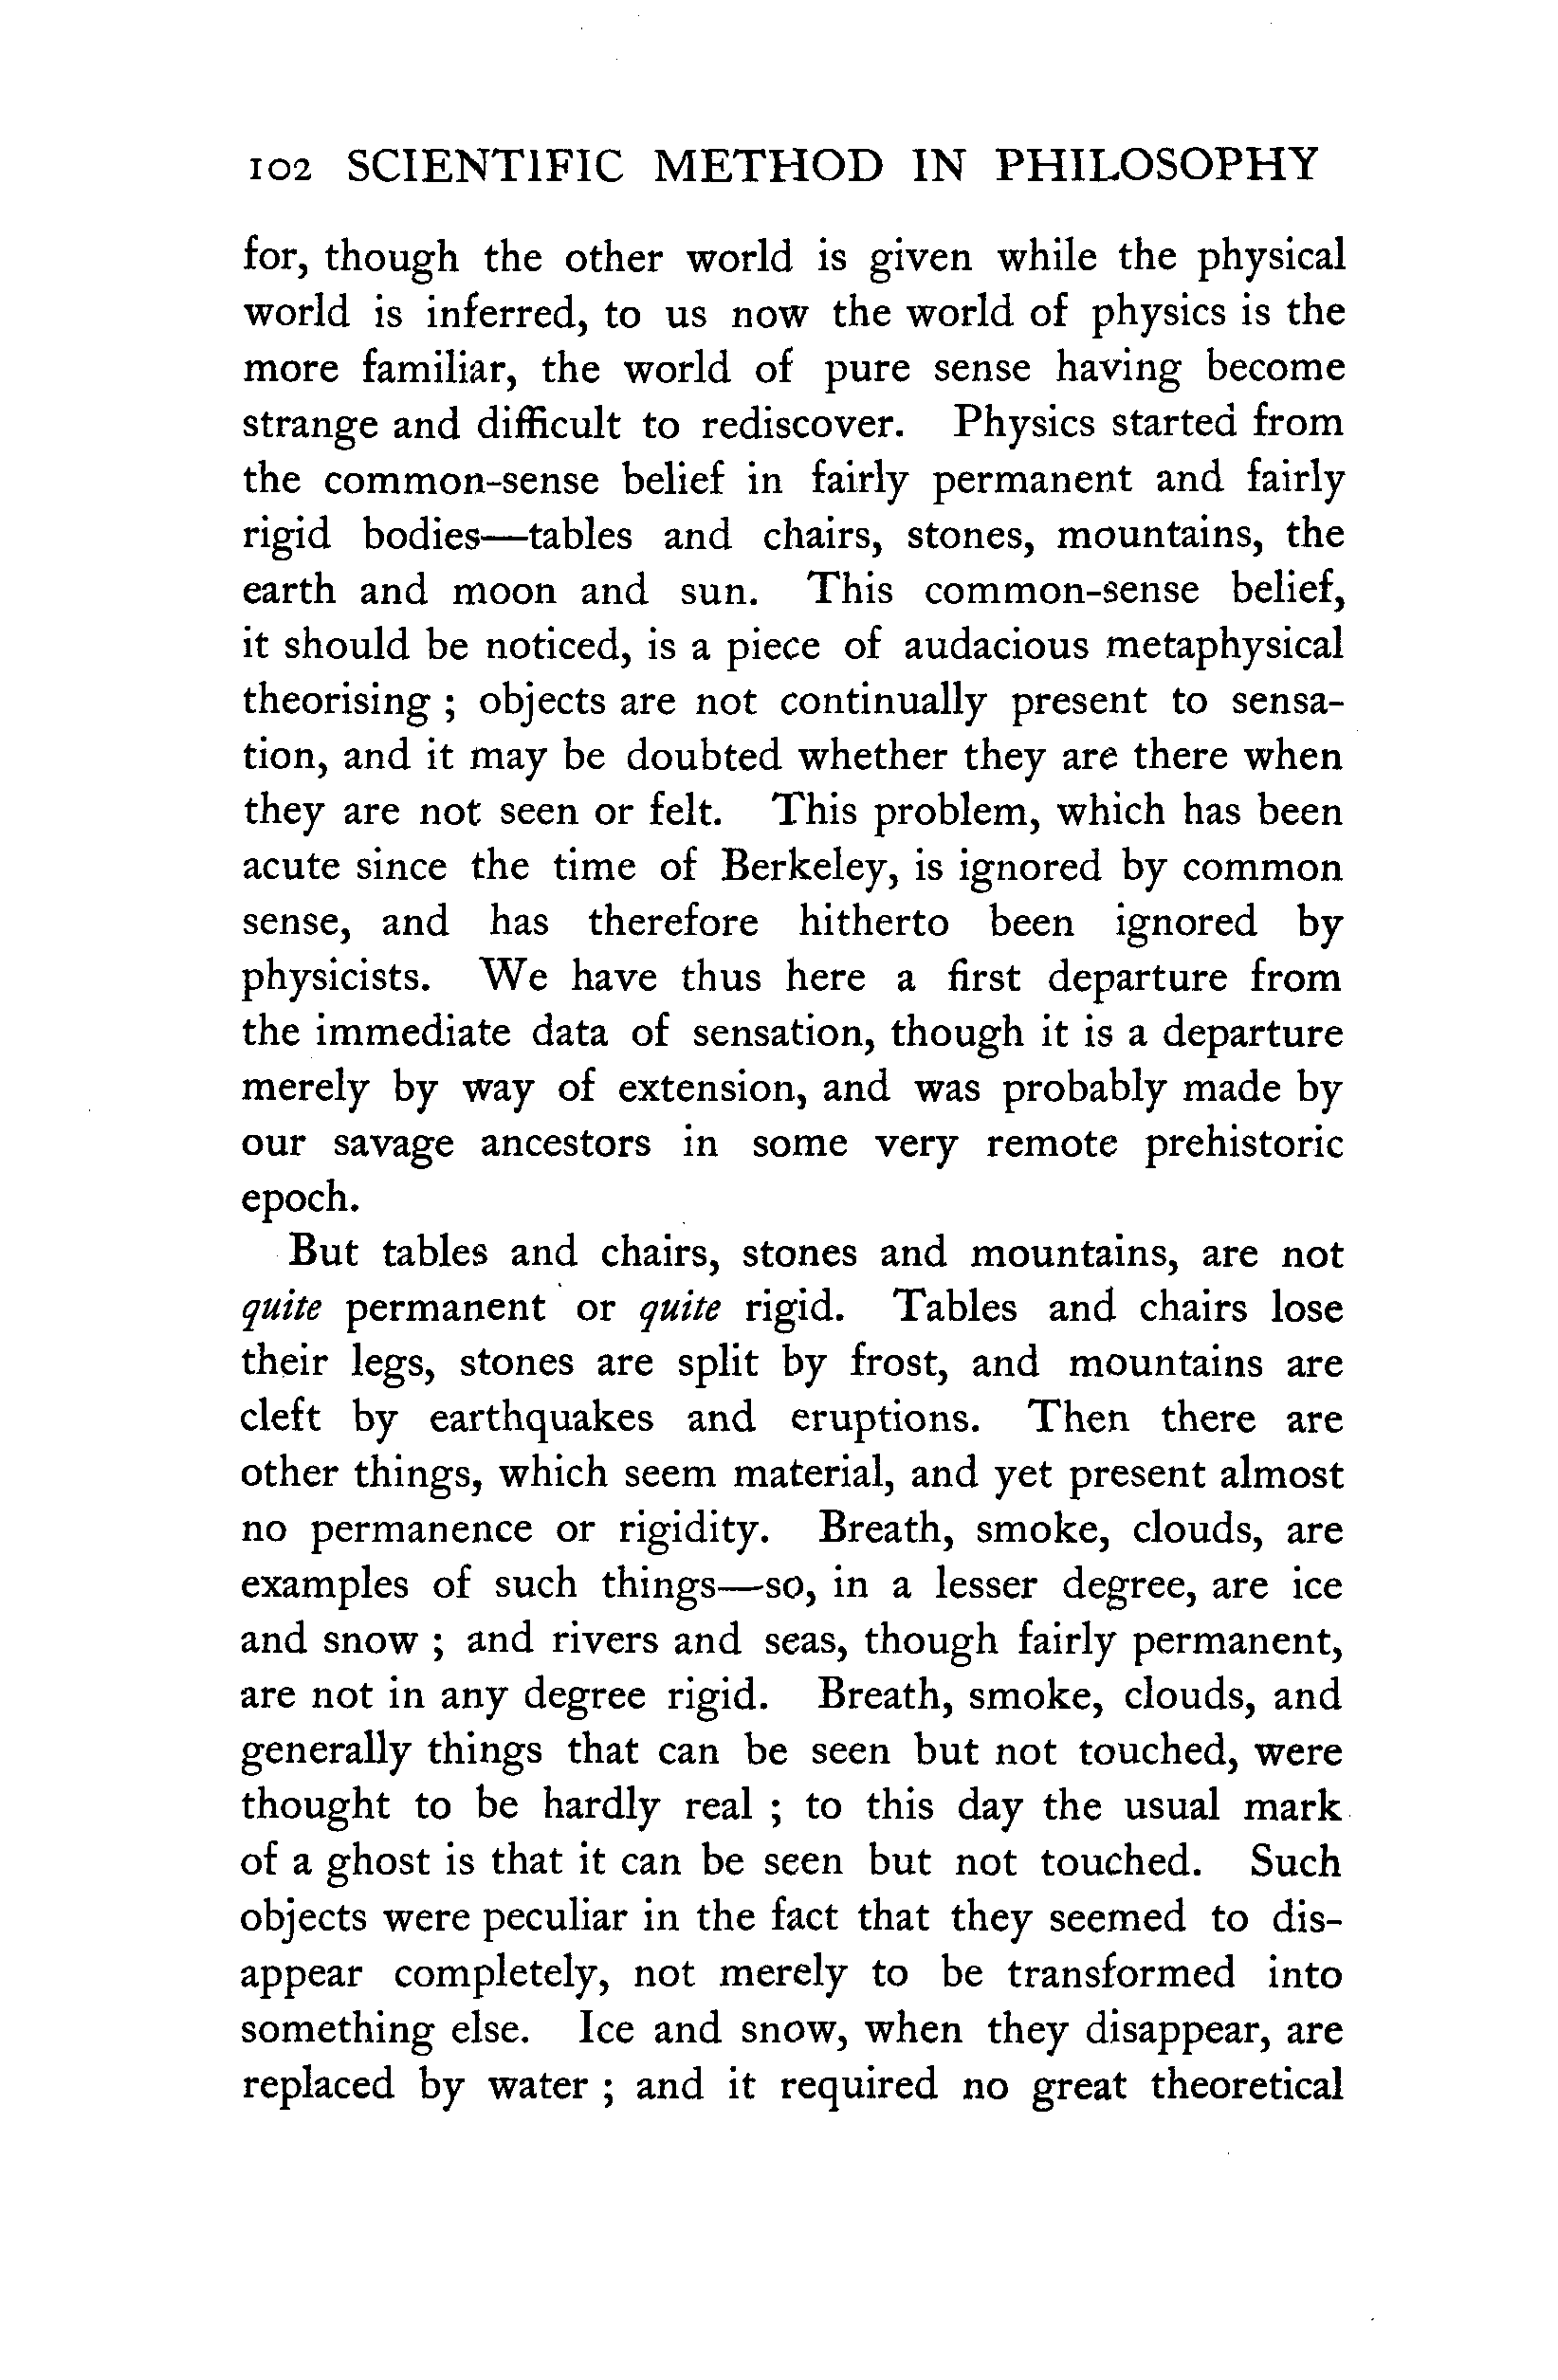 102 SCIENTIFIC METHOD IN PHILOSOPHY
for, though the other world is given while the physical
world is inferred, to us now the world of physics is the
more familiar, the world of pure sense having become
strange and difficult to rediscover. Physics started from
the common-sense belief in fairly permanent and fairly
rigid bodies—tables and chairs, stones, mountains, the
earth and moon and sun. This common-sense belief,
it should be noticed, is a piece of audacious metaphysical
theorising ; objects are not continually present to sensa-
tion, and it may be doubted whether they are there when
they are not seen or felt. This problem, which has been
acute since the time of Berkeley, is ignored by common
sense, and has therefore hitherto been ignored by
physicists. We have thus here a first departure from
the immediate data of sensation, though it is a departure
merely by way of extension, and was probably made by
our savage ancestors in some very remote prehistoric
epoch.
But tables and chairs, stones and mountains, are not
quite permanent or quite rigid. Tables and chairs lose
their legs, stones are split by frost, and mountains are
cleft by earthquakes and eruptions. Then there are
other things, which seem material, and yet present almost
no permanence or rigidity. Breath, smoke, clouds, are
examples of such things—so, in a lesser degree, are ice
and snow ; and rivers and seas, though fairly permanent,
are not in any degree rigid. Breath, smoke, clouds, and
generally things that can be seen but not touched, were
thought to be hardly real ; to this day the usual mark
of a ghost is that it can be seen but not touched. Such
objects were peculiar in the fact that they seemed to dis-
appear completely, not merely to be transformed into
something else. Ice and snow, when they disappear, are
replaced by water ; and it required no great theoretical